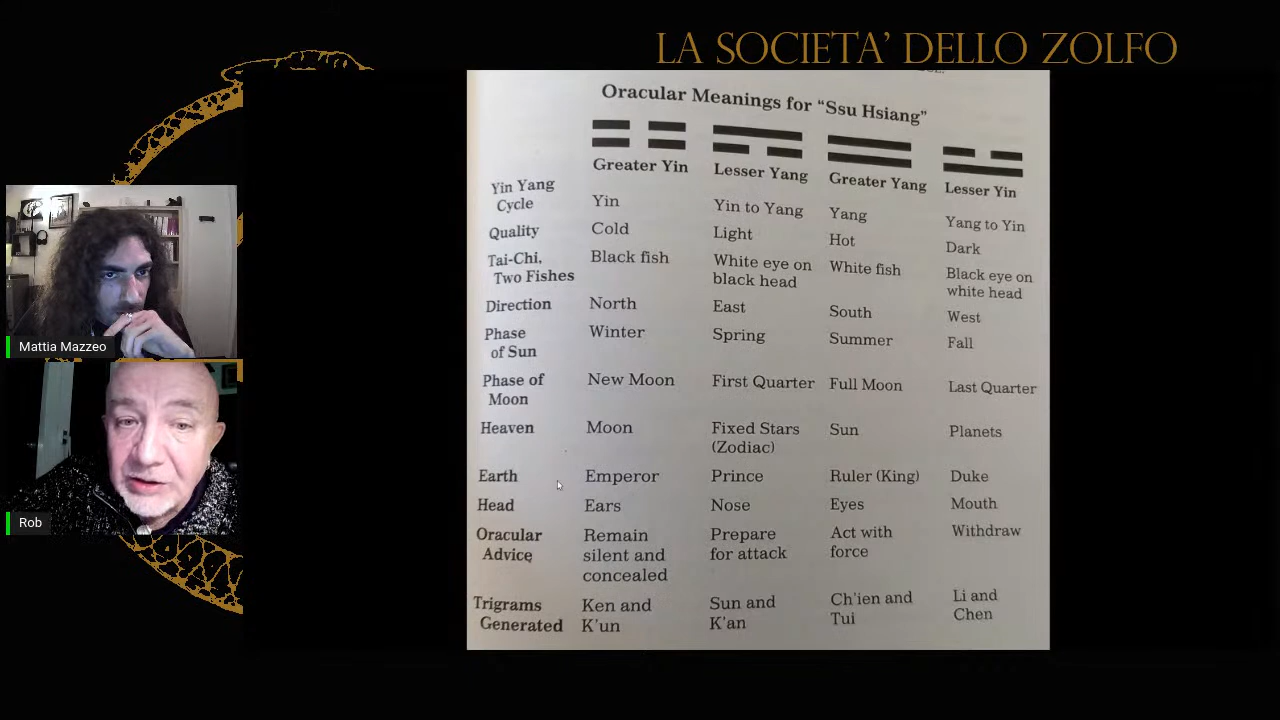 LA SOCIETA' DELLO ZOLFO
Oracular Meanings for “Ssu Hsiang”
Greater Yin Lesser Yang Greater Yang Lesser Yin
Yin Yang Cycle Yin Yin to Yang Yang Yang to Yin
Quality Cold Light Hot Dark
Tai-Chi, Two Fishes Black fish White eye on black head White fish Black eye on white head
Direction North East South West
Phase of Sun Winter Spring Summer Fall
Phase of Moon New Moon First Quarter Full Moon Last Quarter
Heaven Moon Fixed Stars (Zodiac) Sun Planets
Earth Emperor Prince Ruler (King) Duke
Head Ears Nose Eyes Mouth
Oracular Advice Remain silent and concealed Prepare for attack Act with force Withdraw
Trigrams Generated Ken and K'un Sun and K'an Ch'ien and Tui Li and Chen
Mattia Mazzeo
Rob